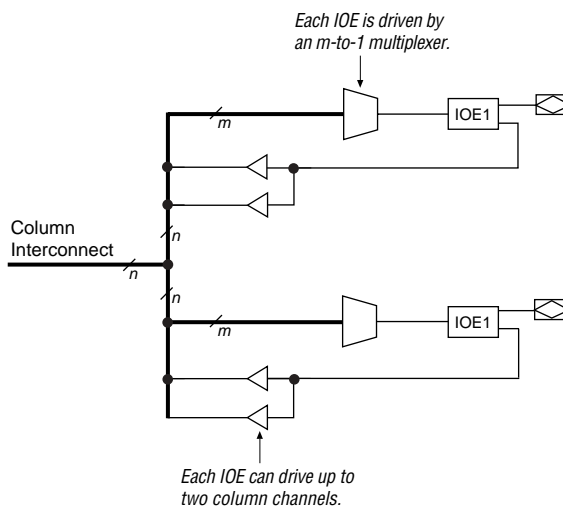 Each IOE is driven by
an m-to-1 multiplexer.
m
IOE1
Column
Interconnect
n
n
n
m
IOE1
Each IOE can drive up to
two column channels.